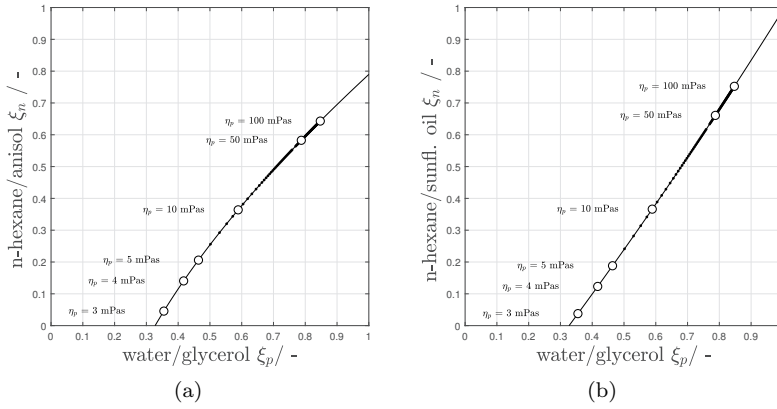 1
0.9
0.8
0.7
0.6
0.5
0.4
0.3
0.2
0.1
0
0 0.1 0.2 0.3 0.4 0.5 0.6 0.7 0.8 0.9 1
n-hexane/anisol ξn / -
water/glycerol ξp/ -
ηp = 100 mPas
ηp = 50 mPas
ηp = 10 mPas
ηp = 5 mPas
ηp = 4 mPas
ηp = 3 mPas
(a)
1
0.9
0.8
0.7
0.6
0.5
0.4
0.3
0.2
0.1
0
0 0.1 0.2 0.3 0.4 0.5 0.6 0.7 0.8 0.9
n-hexane/sunfl. oil ξn / -
water/glycerol ξp/ -
ηp = 100 mPas
ηp = 50 mPas
ηp = 10 mPas
ηp = 5 mPas
ηp = 4 mPas
ηp = 3 mPas
(b)